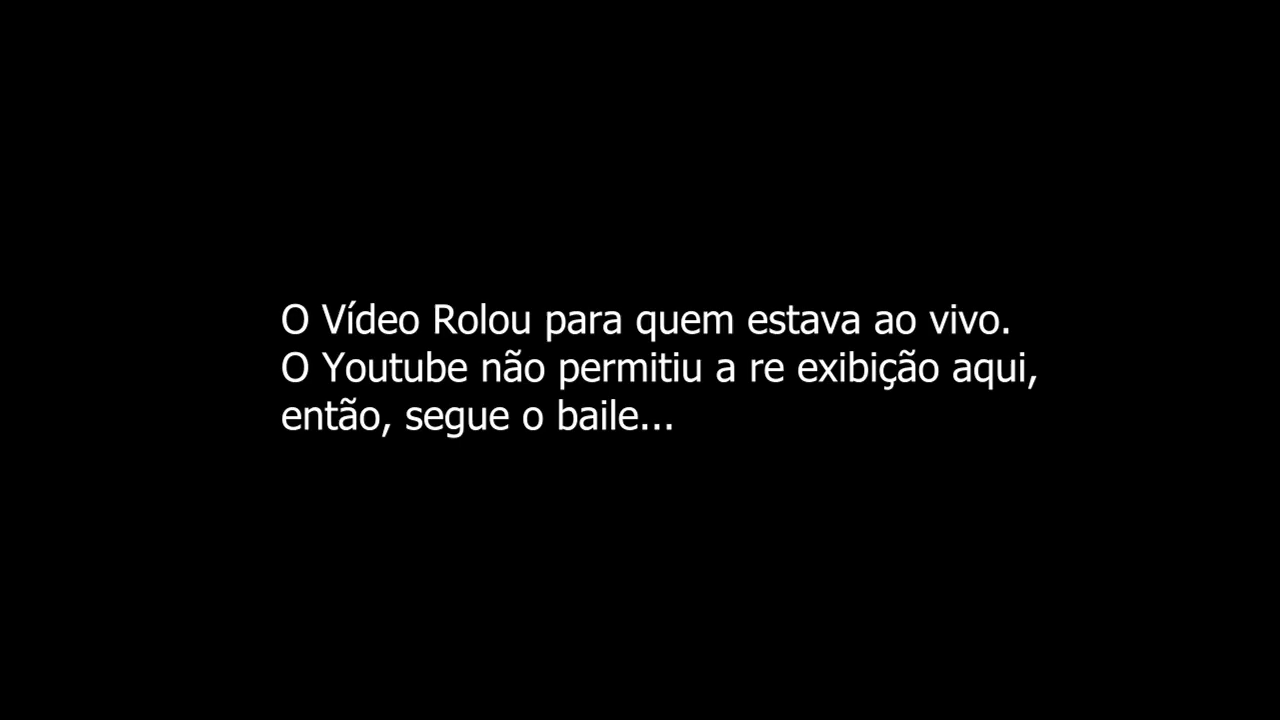 O Vídeo Rolou para quem estava ao vivo.
O Youtube não permitiu a re exibição aqui,
então, segue o baile...